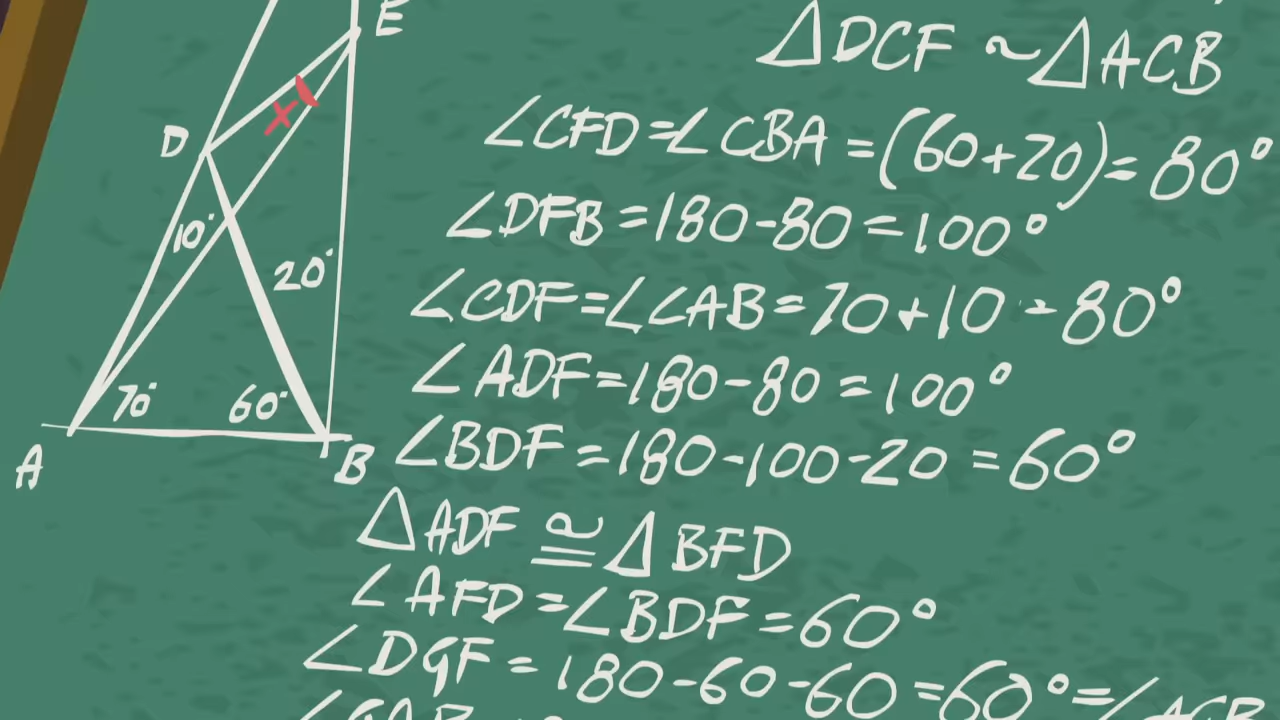 E
△DCF ~ △ACB
∠CFD=∠CBA=(60+20)=80°
D
∠DFB=180-80=100°
10°
20°
∠CDF=∠CAB=70+10=80°
∠ADF=180-80=100°
70°
60°
∠BDF=180-100-20=60°
A
B
△ADF≅△BFD
∠AFD=∠BDF=60°
∠DGF=180-60-60=60°=∠ACB
x